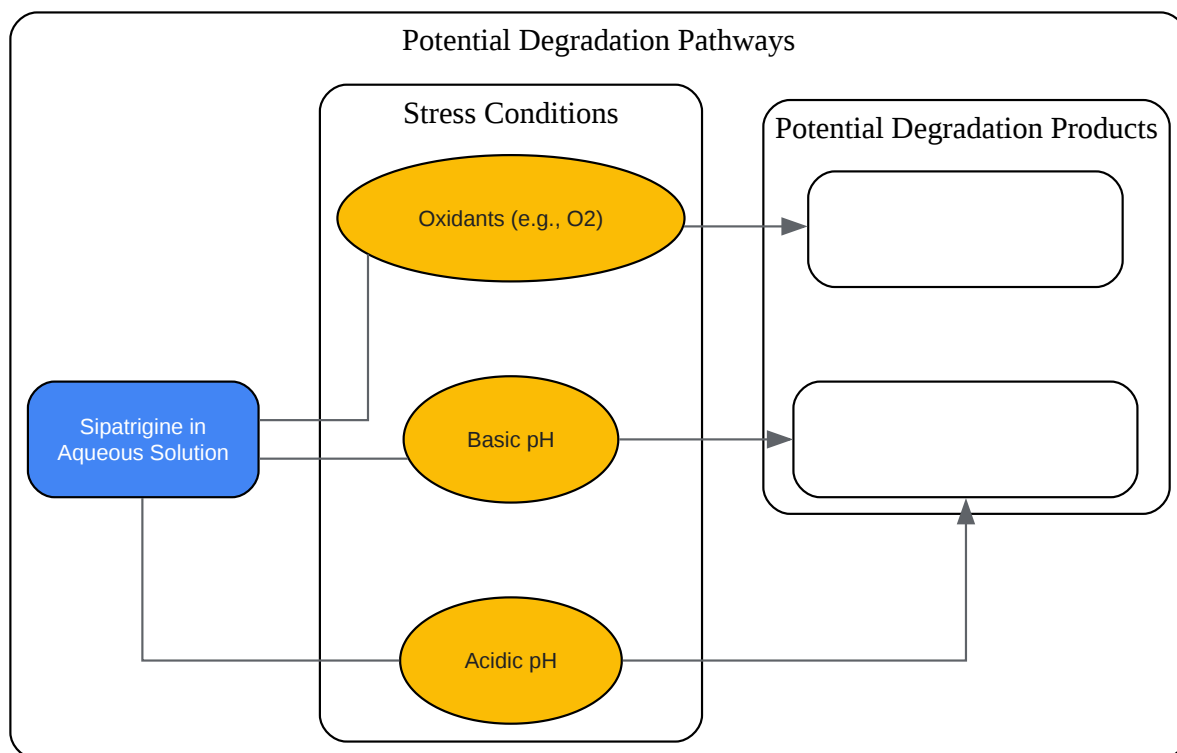 Potential Degradation Pathways
Stress Conditions
Potential Degradation Products
Oxidants (e.g., O2)
Sipatrigine in
Aqueous Solution
Basic pH
Acidic pH